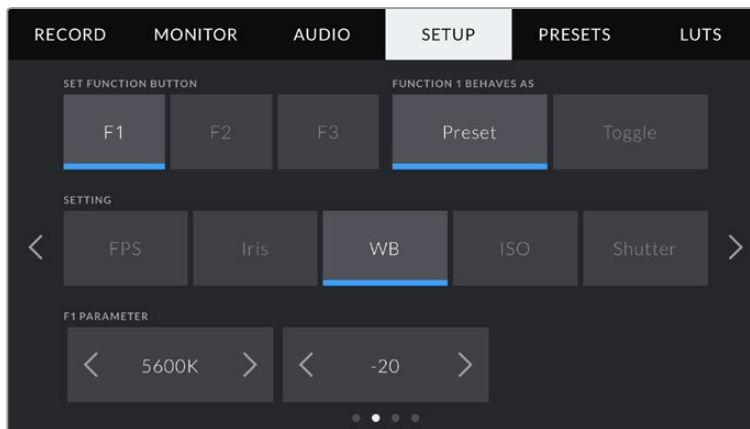 RECORD MONITOR AUDIO SETUP PRESETS LUTS
SET FUNCTION BUTTON FUNCTION 1 BEHAVES AS
F1 F2 F3 Preset Toggle
SETTING
FPS Iris WB ISO Shutter
F1 PARAMETER
5600K -20